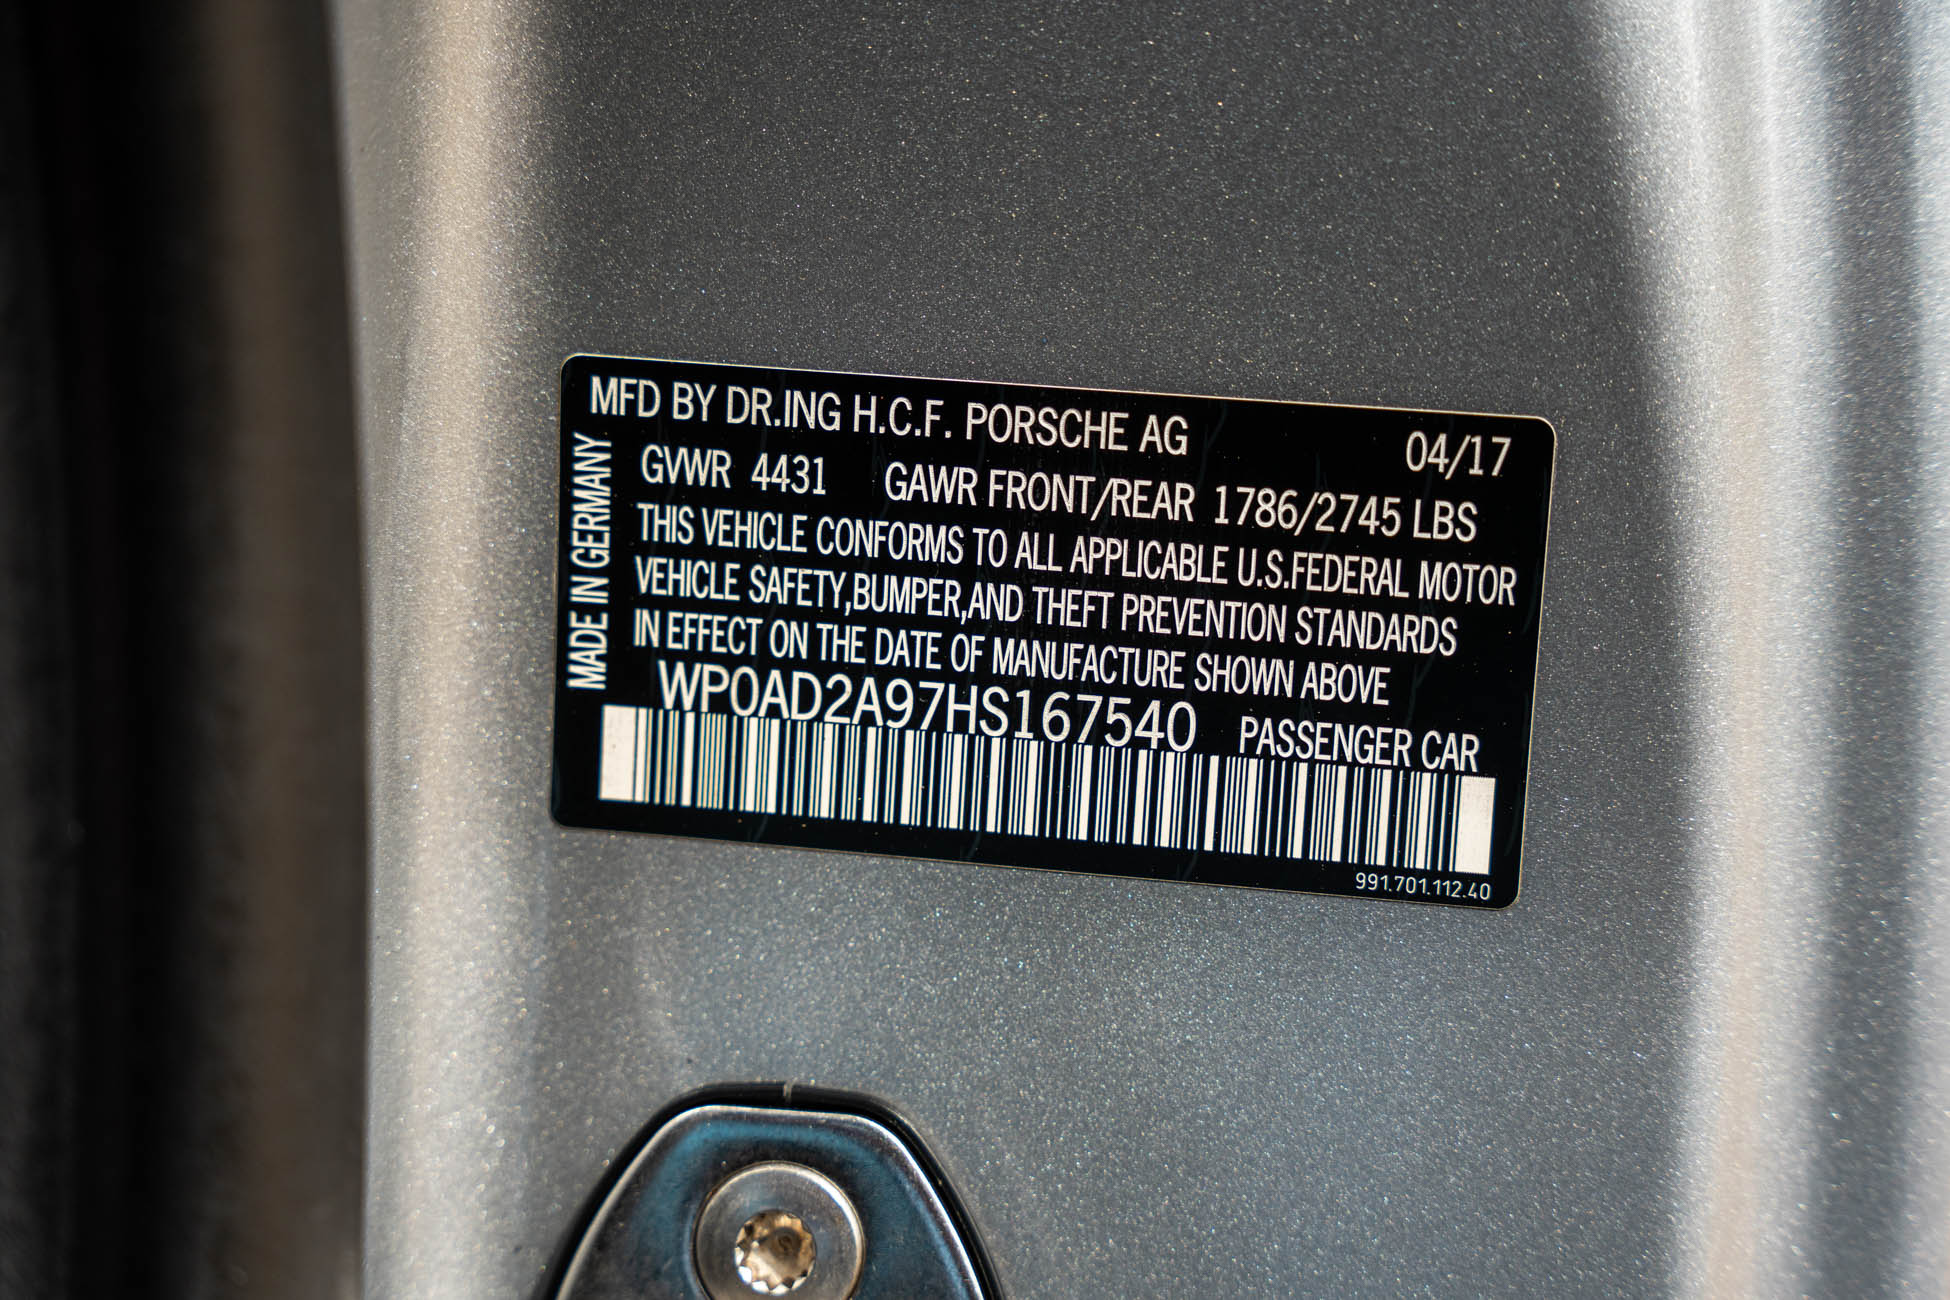 MFD BY DR.ING H.C.F. PORSCHE AG 04/17
MADE IN GERMANY
GVWR 4431 GAWR FRONT/REAR 1786/2745 LBS
THIS VEHICLE CONFORMS TO ALL APPLICABLE U.S.FEDERAL MOTOR
VEHICLE SAFETY,BUMPER,AND THEFT PREVENTION STANDARDS
IN EFFECT ON THE DATE OF MANUFACTURE SHOWN ABOVE
WP0AD2A97HS167540 PASSENGER CAR
991.701.112.40